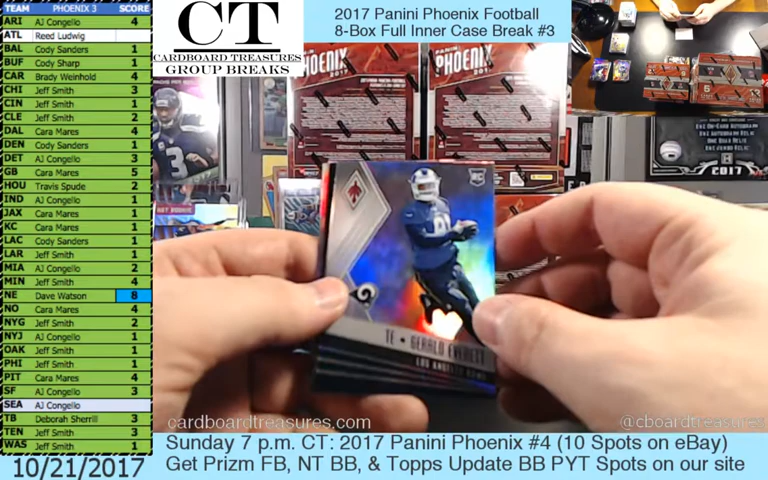 TEAM PHOENIX 3 SCORE
ARI AJ Congello 4
ATL Reed Ludwig
BAL Cody Sanders 1
BUF Cody Sharp 1
CAR Brady Weinhold 4
CHI Jeff Smith 3
CIN Jeff Smith 1
CLE Jeff Smith 2
DAL Cara Mares 4
DEN Cody Sanders 1
DET AJ Congello 3
GB Cara Mares 5
HOU Travis Spude 2
IND AJ Congello 1
JAX Cara Mares 1
KC Cara Mares 1
LAC Cody Sanders 1
LAR Jeff Smith 1
MIA AJ Congello 2
MIN Jeff Smith 4
NE Dave Watson 8
NO Cara Mares 4
NYG Jeff Smith 2
NYJ AJ Congello 1
OAK Jeff Smith 1
PHI Jeff Smith 1
PIT Cara Mares 4
SF AJ Congello 3
SEA AJ Congello
TB Deborah Sherrill 3
TEN Jeff Smith 3
WAS Jeff Smith 1
10/21/2017
CT
CARDBOARD TREASURES
GROUP BREAKS
2017 Panini Phoenix Football
8-Box Full Inner Case Break #3
PHOENIX
2017
PHOENIX
2017
RC
TE • GERALD EVERETT
LOS ANGELES RAMS
2017
cardboardtreasures.com
@cboardtreasures
Sunday 7 p.m. CT: 2017 Panini Phoenix #4 (10 Spots on eBay)
Get Prizm FB, NT BB, & Topps Update BB PYT Spots on our site